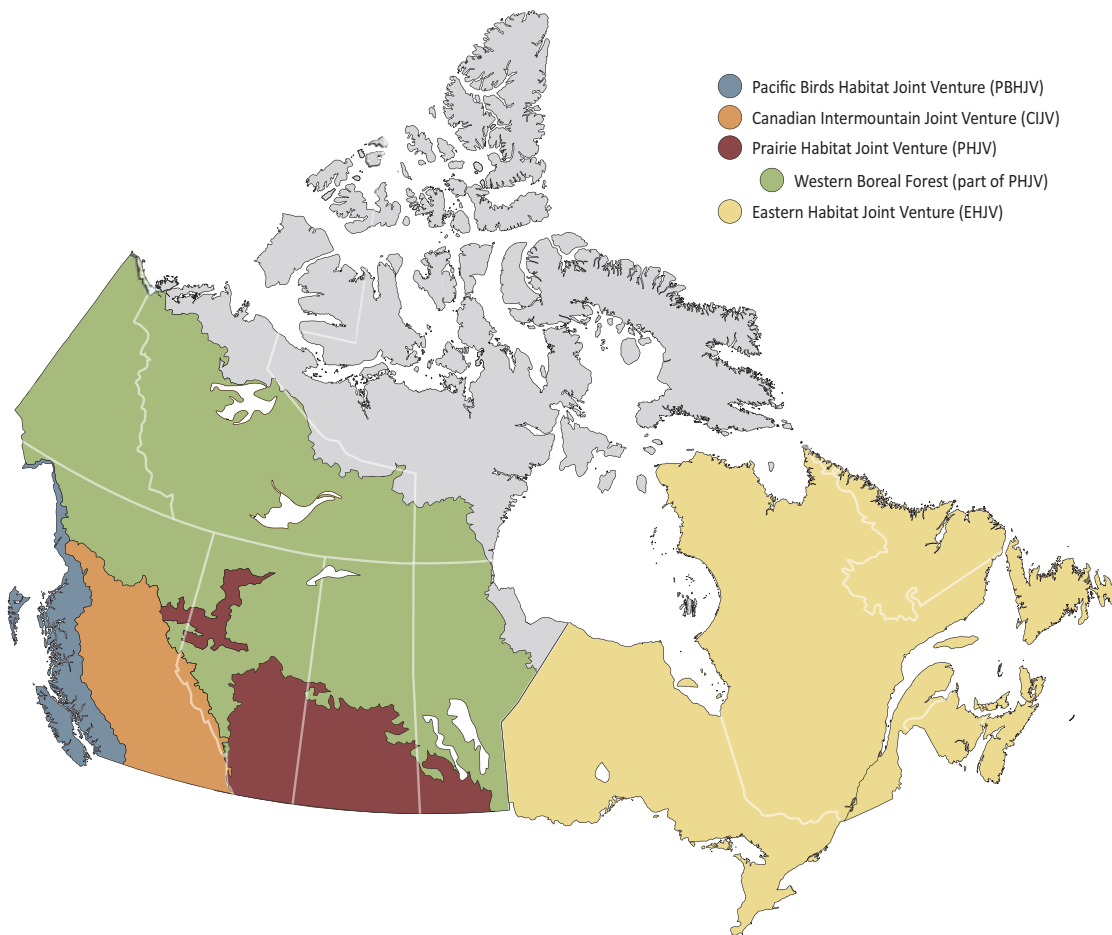 Pacific Birds Habitat Joint Venture (PBHJV)
Canadian Intermountain Joint Venture (CIJV)
Prairie Habitat Joint Venture (PHJV)
Western Boreal Forest (part of PHJV)
Eastern Habitat Joint Venture (EHJV)